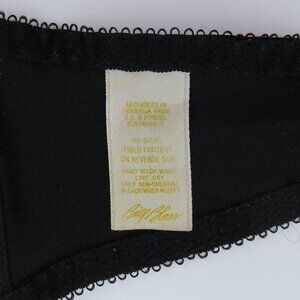 ASSEMBLED IN
INDONESIA FROM
U.S. & FOREIGN
COMPONENTS
FIBER CONTENT
ON REVERSE SIDE
HAND WASH WARM
LINE DRY
ONLY NON-CHLORINE
BLEACH WHEN NEEDED